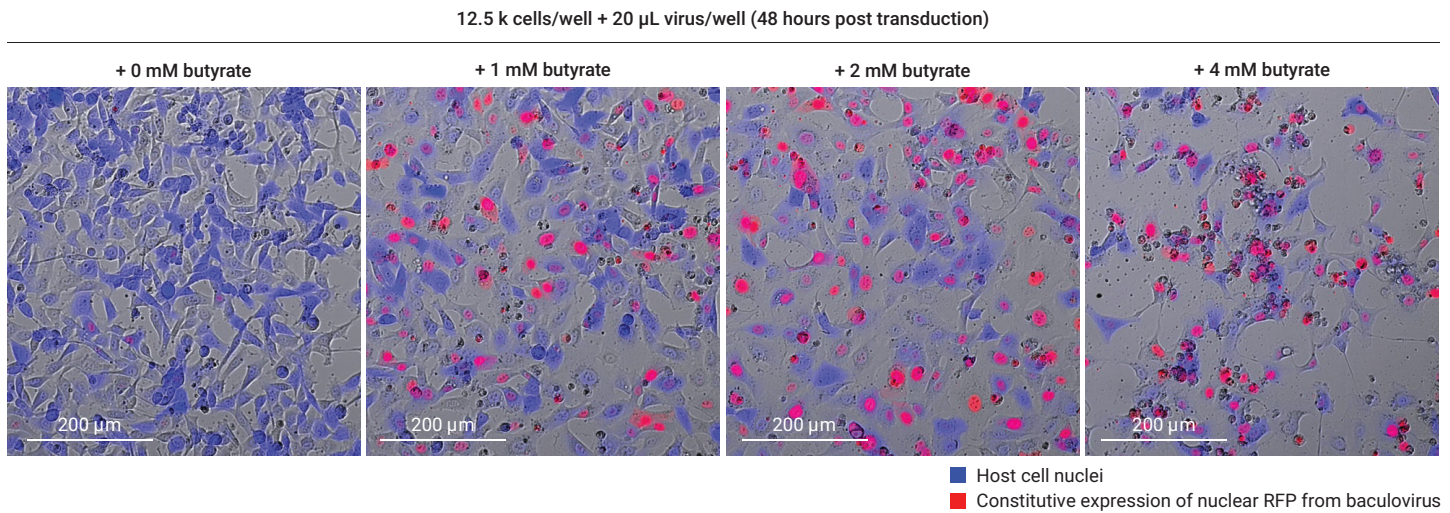 12.5 k cells/well + 20 µL virus/well (48 hours post transduction)
+ 0 mM butyrate
+ 1 mM butyrate
+ 2 mM butyrate
+ 4 mM butyrate
200 µm
200 µm
200 µm
200 µm
Host cell nuclei
Constitutive expression of nuclear RFP from baculovirus